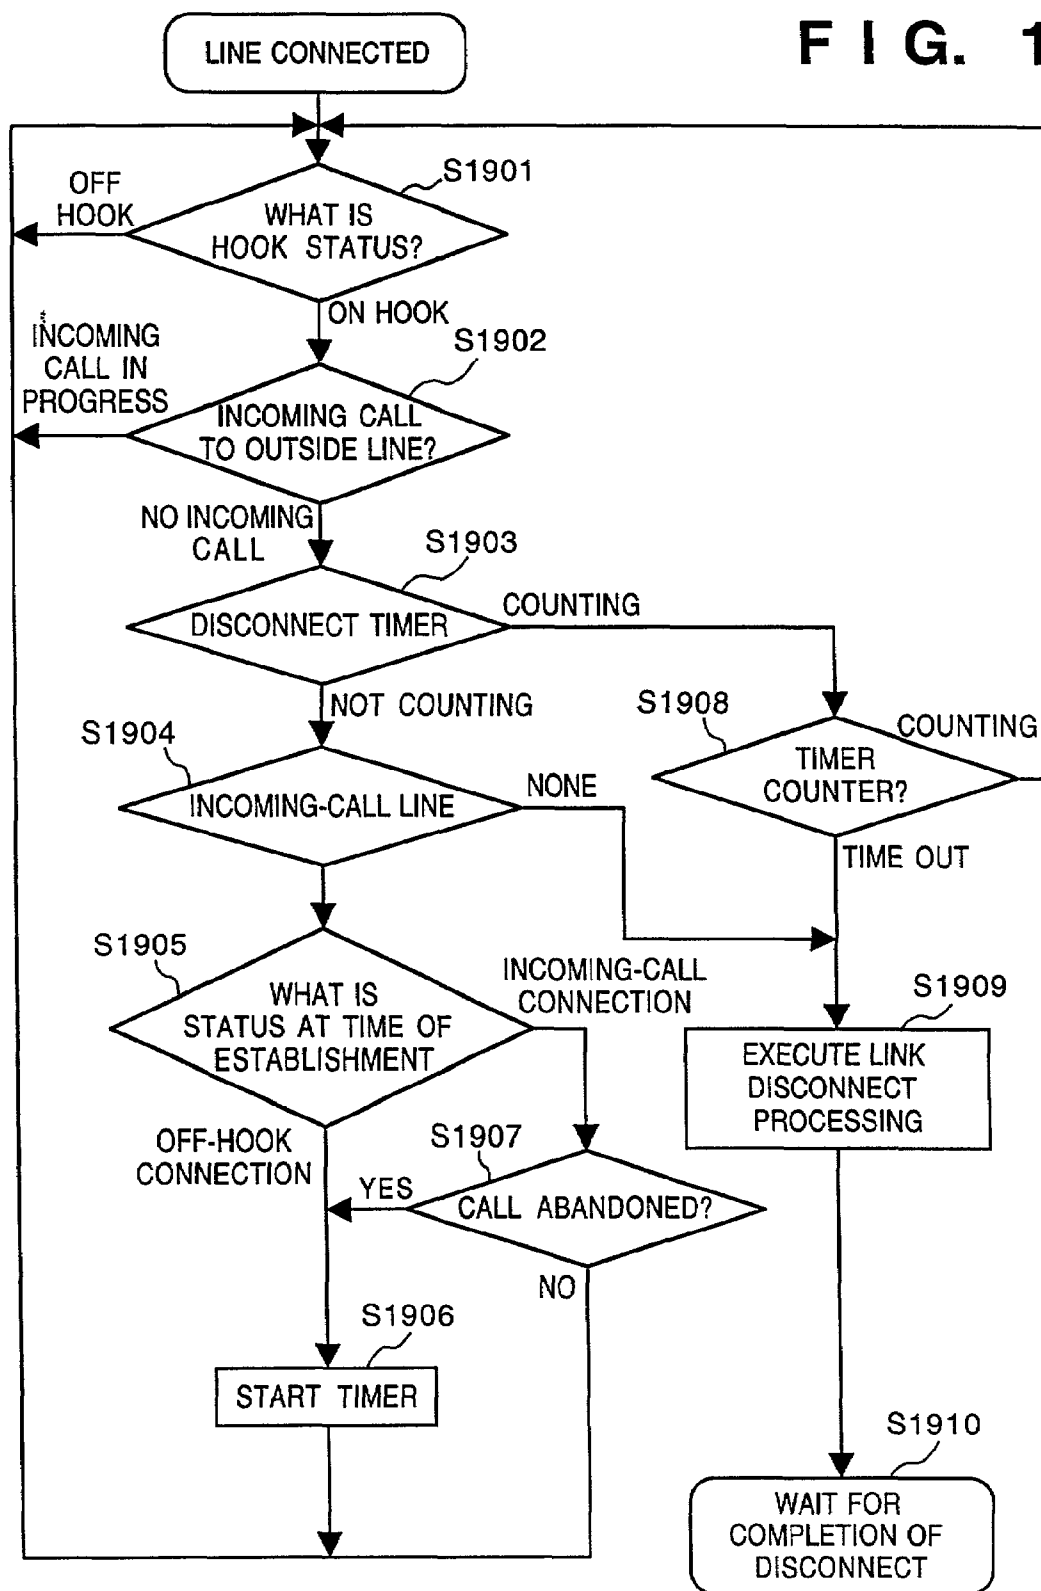 LINE CONNECTED
F I G. 1
S1901
OFF
HOOK
WHAT IS
HOOK STATUS?
ON HOOK
INCOMING
CALL IN
PROGRESS
S1902
INCOMING CALL
TO OUTSIDE LINE?
NO INCOMING
CALL
S1903
DISCONNECT TIMER
COUNTING
NOT COUNTING
S1904
INCOMING-CALL LINE
NONE
S1908
COUNTING
TIMER
COUNTER?
TIME OUT
S1905
WHAT IS
STATUS AT TIME OF
ESTABLISHMENT
INCOMING-CALL
CONNECTION
S1909
EXECUTE LINK
DISCONNECT
PROCESSING
OFF-HOOK
CONNECTION
S1907
YES
CALL ABANDONED?
NO
S1906
START TIMER
S1910
WAIT FOR
COMPLETION OF
DISCONNECT